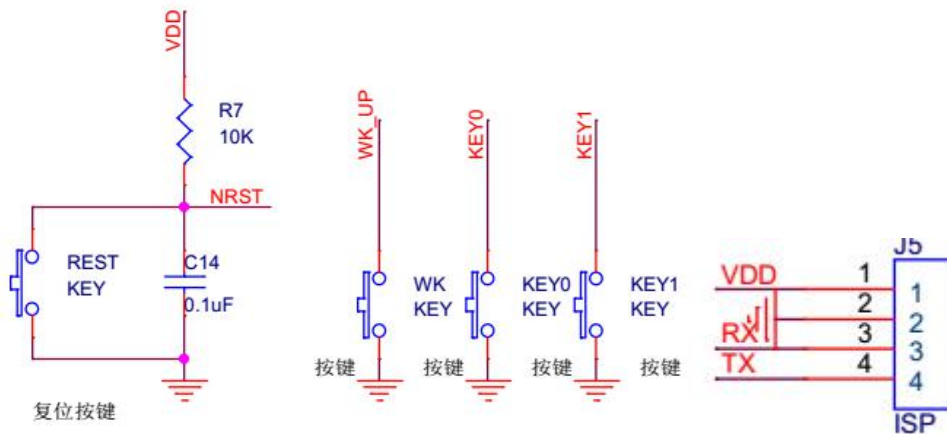 VDD
R7
10K
NRST
REST
KEY
C14
0.1uF
复位按键
WK_UP
KEY0
KEY1
WK
KEY
KEY0
KEY
KEY1
KEY
按键
按键
按键
按键
J5
VDD
1
1
2
2
RX
3
3
TX
4
4
ISP